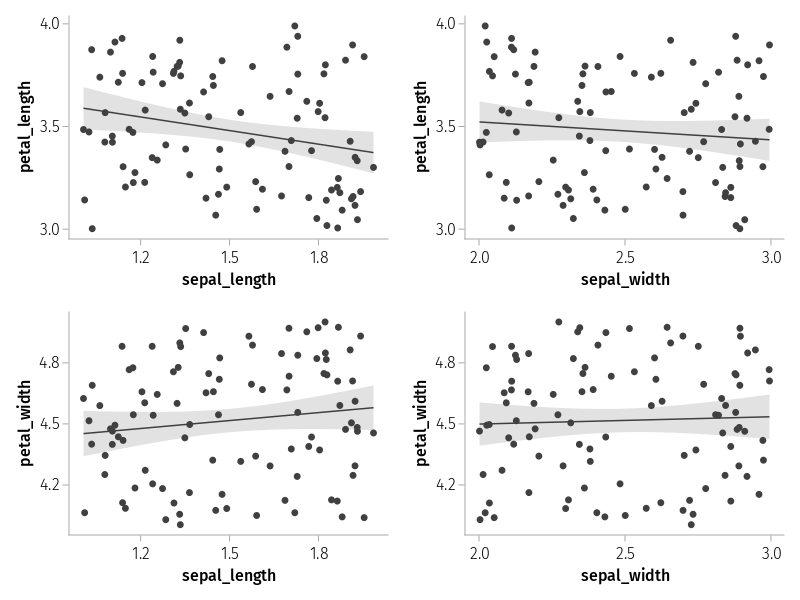 4.0
4.0
petal_length
3.5
petal_length
3.5
3.0
3.0
1.2 1.5 1.8
2.0 2.5 3.0
sepal_length
sepal_width
petal_width
4.8
4.5
4.2
petal_width
4.8
4.5
4.2
1.2 1.5 1.8
2.0 2.5 3.0
sepal_length
sepal_width